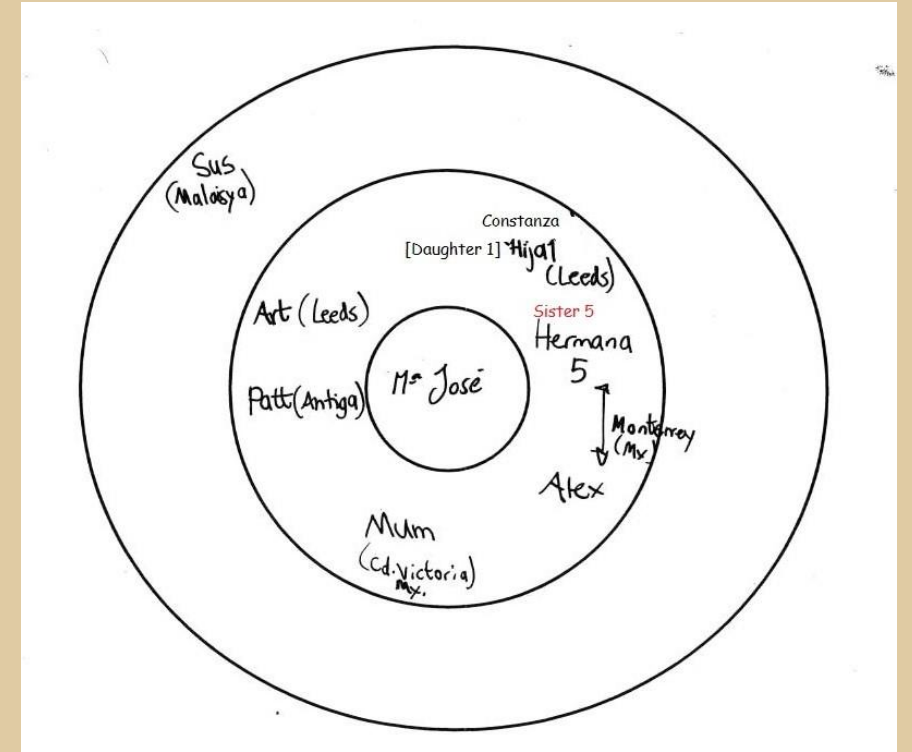 Sus
(Malaisya)
Constanza
[Daughter 1] Hija1
(Leeds)
Art (Leeds)
Sister 5
Hermana
5
Mª José
Patt (Antiga)
Monterrey
(Mx)
Alex
Mum
(Cd. Victoria)
Mx.